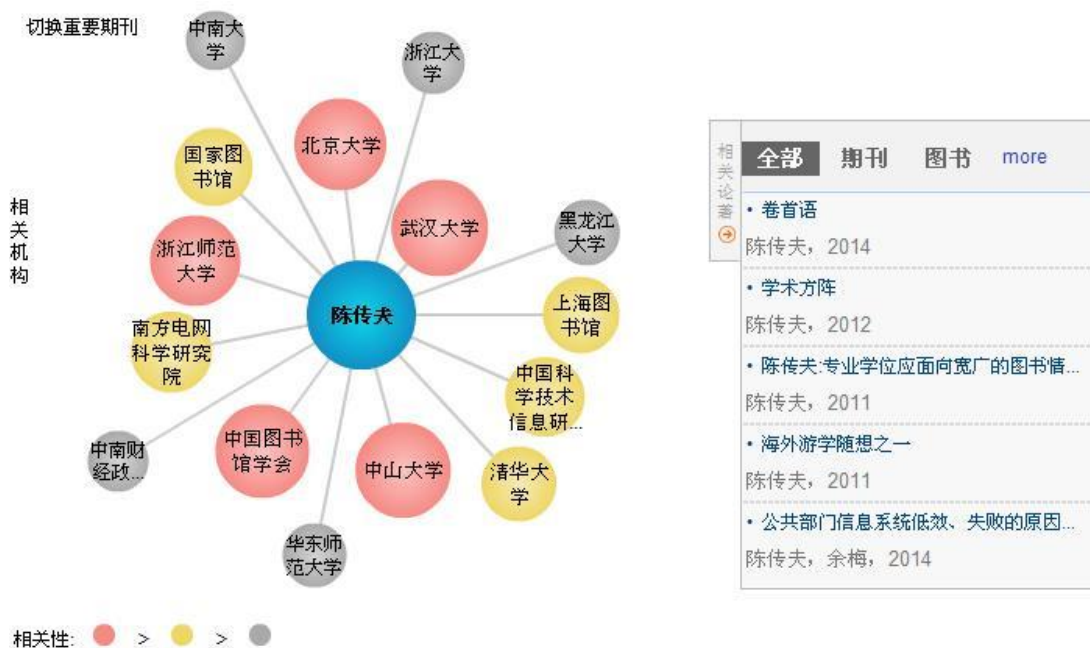 切换重要期刊
中南大
学
浙江大
学
北京大学
国家图
书馆
武汉大学
黑龙江
大学
浙江师范
大学
相
关
机
构
陈传夫
上海图
书馆
南方电网
科学研究
院
中国科
学技术
信息研...
中南财
经政...
中国图书
馆学会
中山大学
清华大
学
华东师
范大学
相关性: > >
相
关
论
著
全部 期刊 图书 more
• 卷首语
陈传夫，2014
• 学术方阵
陈传夫，2012
• 陈传夫:专业学位应面向宽广的图书情...
陈传夫，2011
• 海外游学随想之一
陈传夫，2011
• 公共部门信息系统低效、失败的原因...
陈传夫，余梅，2014